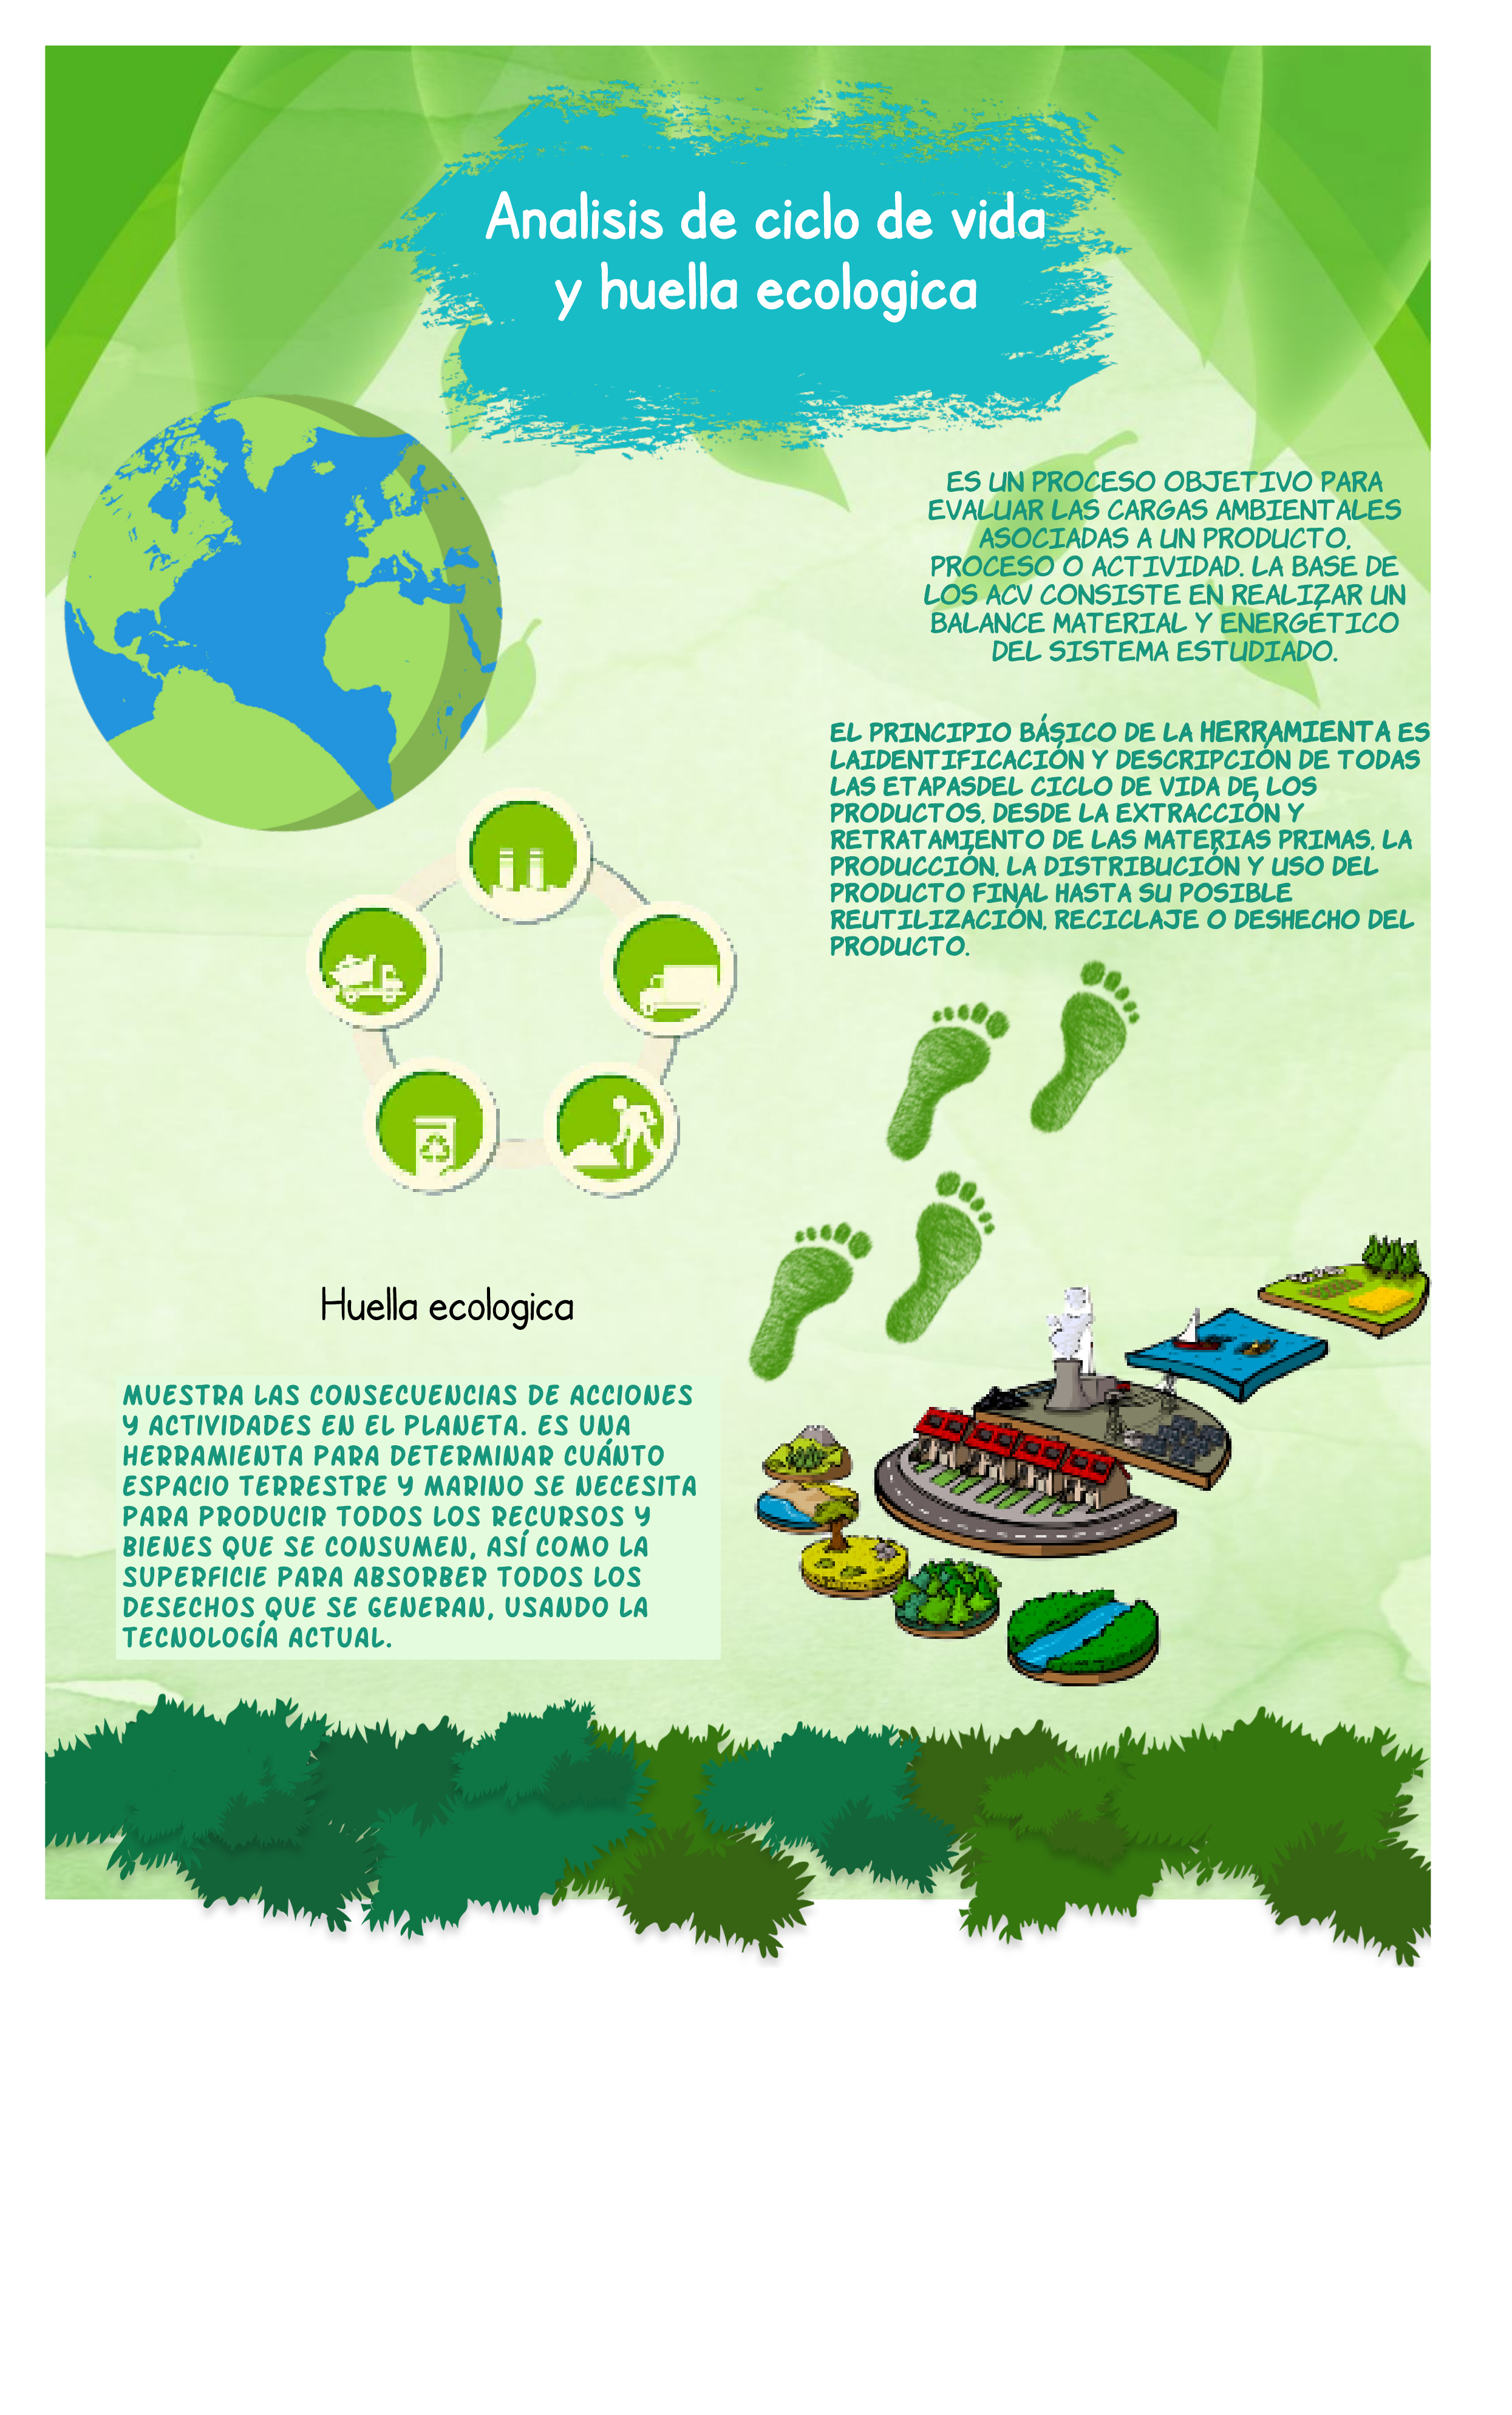 Analisis de ciclo de vida
y huella ecologica
ES UN PROCESO OBJETIVO PARA
EVALUAR LAS CARGAS AMBIENTALES
ASOCIADAS A UN PRODUCTO,
PROCESO O ACTIVIDAD. LA BASE DE
LOS ACV CONSISTE EN REALIZAR UN
BALANCE MATERIAL Y ENERGÉTICO
DEL SISTEMA ESTUDIADO.
EL PRINCIPIO BÁSICO DE LA HERRAMIENTA ES
LAIDENTIFICACIÓN Y DESCRIPCIÓN DE TODAS
LAS ETAPASDEL CICLO DE VIDA DE LOS
PRODUCTOS, DESDE LA EXTRACCIÓN Y
RETRATAMIENTO DE LAS MATERIAS PRIMAS, LA
PRODUCCIÓN, LA DISTRIBUCIÓN Y USO DEL
PRODUCTO FINAL HASTA SU POSIBLE
REUTILIZACIÓN, RECICLAJE O DESHECHO DEL
PRODUCTO.
Huella ecologica
MUESTRA LAS CONSECUENCIAS DE ACCIONES
Y ACTIVIDADES EN EL PLANETA. ES UNA
HERRAMIENTA PARA DETERMINAR CUÁNTO
ESPACIO TERRESTRE Y MARINO SE NECESITA
PARA PRODUCIR TODOS LOS RECURSOS Y
BIENES QUE SE CONSUMEN, ASÍ COMO LA
SUPERFICIE PARA ABSORBER TODOS LOS
DESECHOS QUE SE GENERAN, USANDO LA
TECNOLOGÍA ACTUAL.